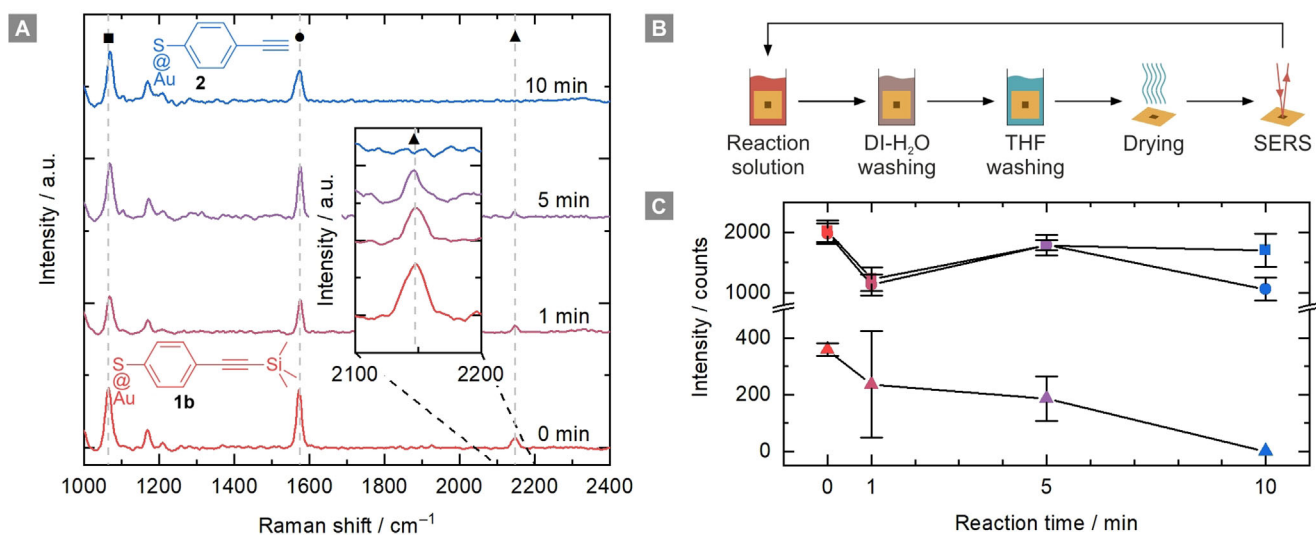 A
S
@
Au
2
10 min
5 min
1 min
0 min
S
@
Au
Si
1b
Intensity / a.u.
1000 1200 1400 1600 1800 2000 2200 2400
Raman shift / cm⁻¹
Intensity / a.u.
2100 2200
B
Reaction
solution
DI-H₂O
washing
THF
washing
Drying
SERS
C
Intensity / counts
2000
1000
400
200
0
0 1 5 10
Reaction time / min